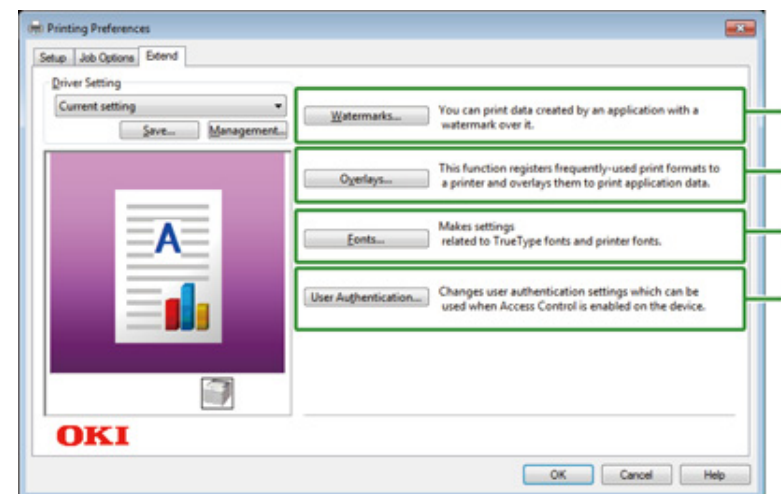 Printing Preferences
Setup Job Options Extend
Driver Setting
Current setting
Save... Management...
Watermarks...
You can print data created by an application with a
watermark over it.
Overlays...
This function registers frequently-used print formats to
a printer and overlays them to print application data.
Fonts...
Makes settings
related to TrueType fonts and printer fonts.
User Authentication...
Changes user authentication settings which can be
used when Access Control is enabled on the device.
A
OKI
OK Cancel Help